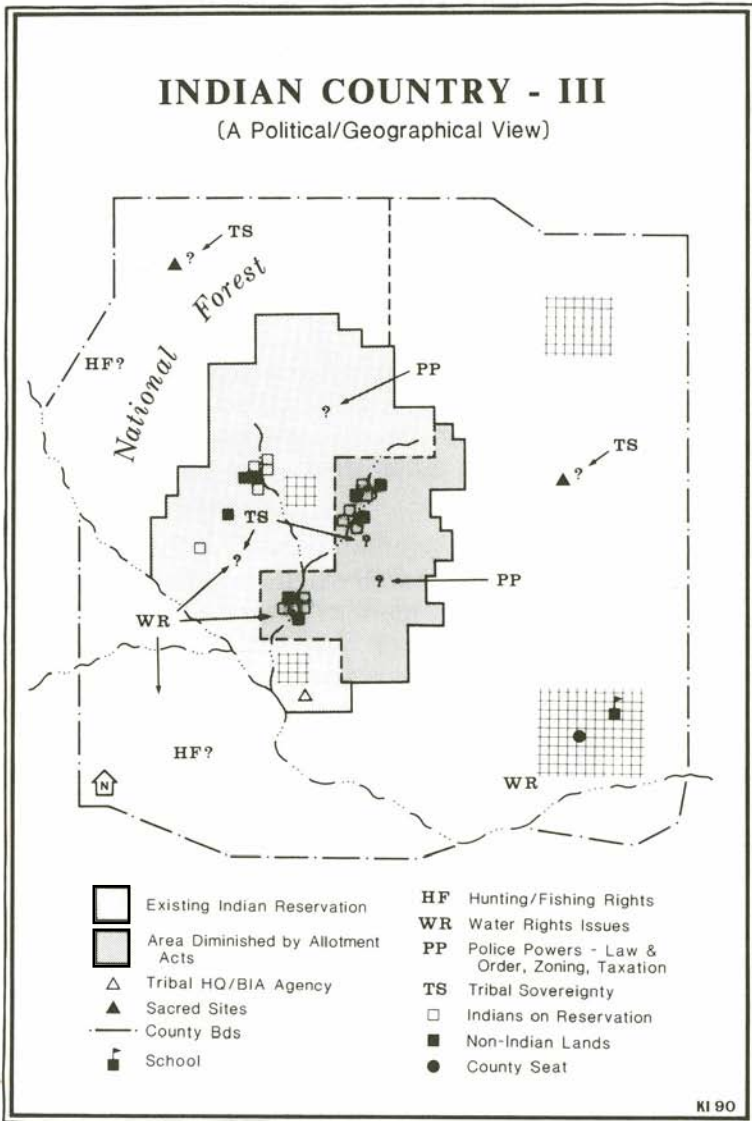 INDIAN COUNTRY - III
(A Political/Geographical View)
TS
?
National Forest
HF?
PP
?
TS
?
TS
?
?
?
PP
WR
HF?
N
WR
Existing Indian Reservation
Area Diminished by Allotment
Acts
Tribal HQ/BIA Agency
Sacred Sites
County Bds
School
HF Hunting/Fishing Rights
WR Water Rights Issues
PP Police Powers - Law &
Order, Zoning, Taxation
TS Tribal Sovereignty
Indians on Reservation
Non-Indian Lands
County Seat
KI 90